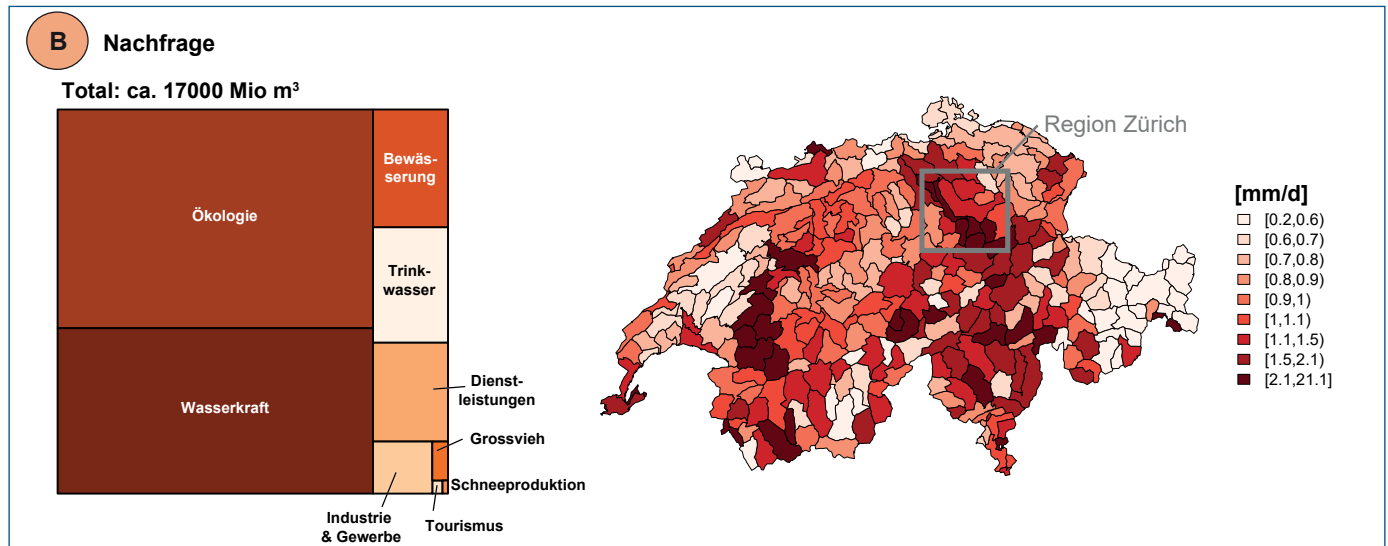 B
Nachfrage
Total: ca. 17000 Mio m³
Ökologie
Bewäs-
serung
Trink-
wasser
Wasserkraft
Dienst-
leistungen
Grossvieh
Schneeproduktion
Industrie
& Gewerbe
Tourismus
Region Zürich
[mm/d]
[0.2,0.6)
[0.6,0.7)
[0.7,0.8)
[0.8,0.9)
[0.9,1)
[1,1.1)
[1.1,1.5)
[1.5,2.1)
[2.1,21.1]